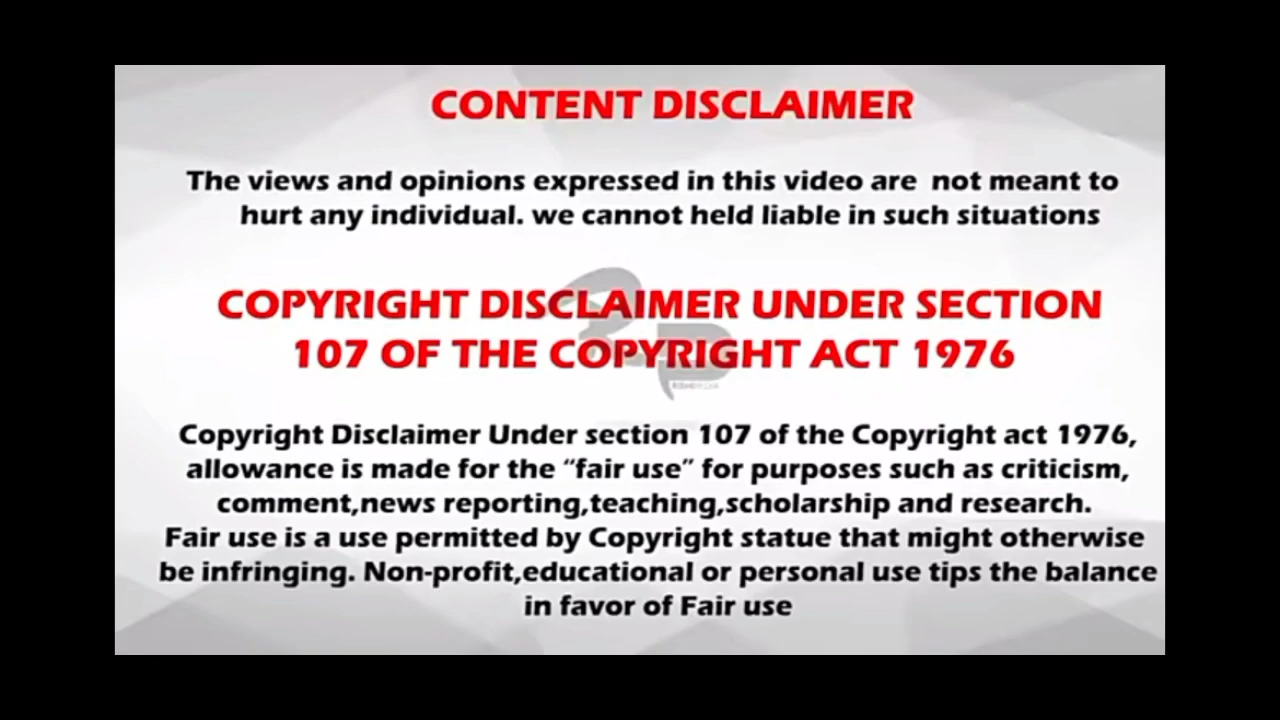 CONTENT DISCLAIMER
The views and opinions expressed in this video are not meant to
hurt any individual. we cannot held liable in such situations
COPYRIGHT DISCLAIMER UNDER SECTION
107 OF THE COPYRIGHT ACT 1976
Copyright Disclaimer Under section 107 of the Copyright act 1976,
allowance is made for the “fair use” for purposes such as criticism,
comment,news reporting,teaching,scholarship and research.
Fair use is a use permitted by Copyright statue that might otherwise
be infringing. Non-profit,educational or personal use tips the balance
in favor of Fair use